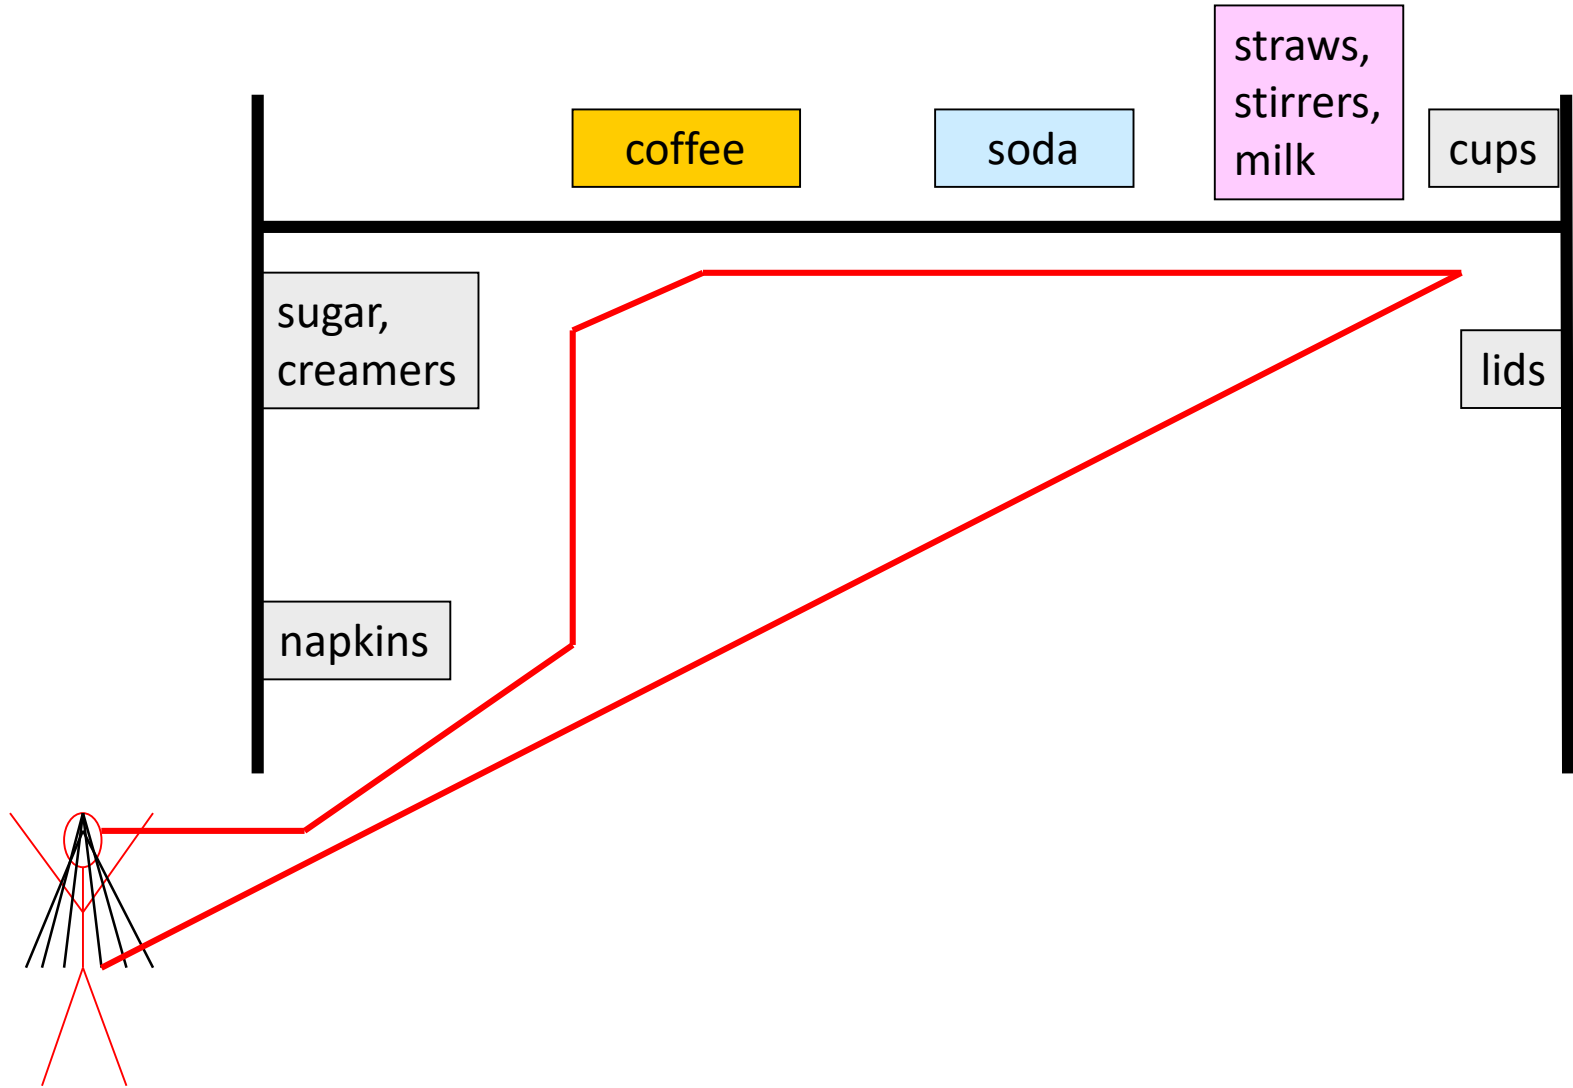 straws,
stirrers,
milk
coffee
soda
cups
sugar,
creamers
lids
napkins